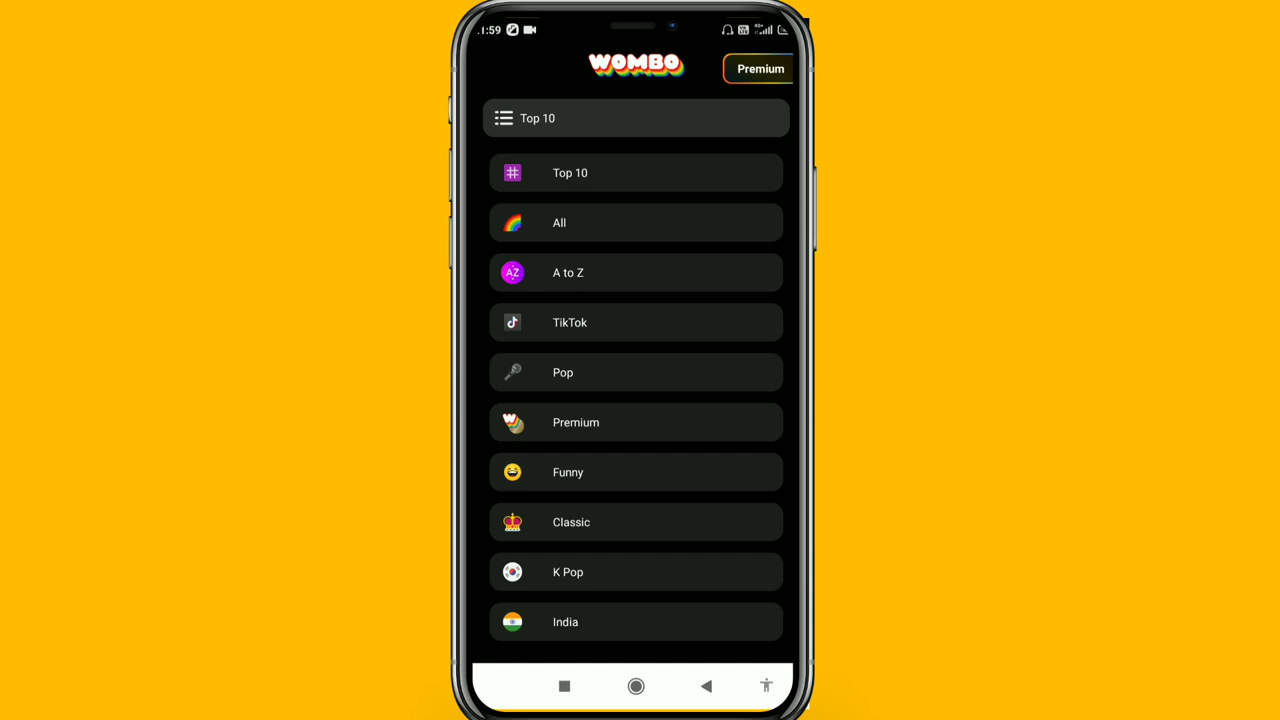 1:59
WOMBO
Premium
Top 10
Top 10
All
AZ
A to Z
TikTok
Pop
W
Premium
Funny
Classic
K Pop
India